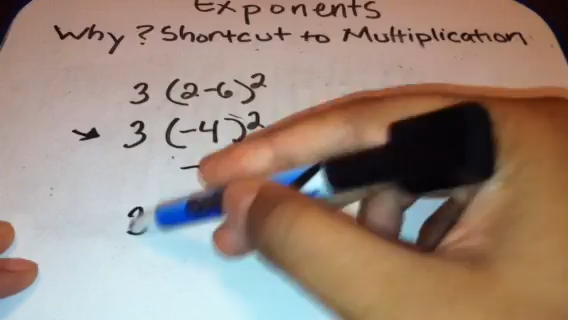 Exponents
Why? Shortcut to Multiplication
3 (2-6)²
→ 3 (-4)²